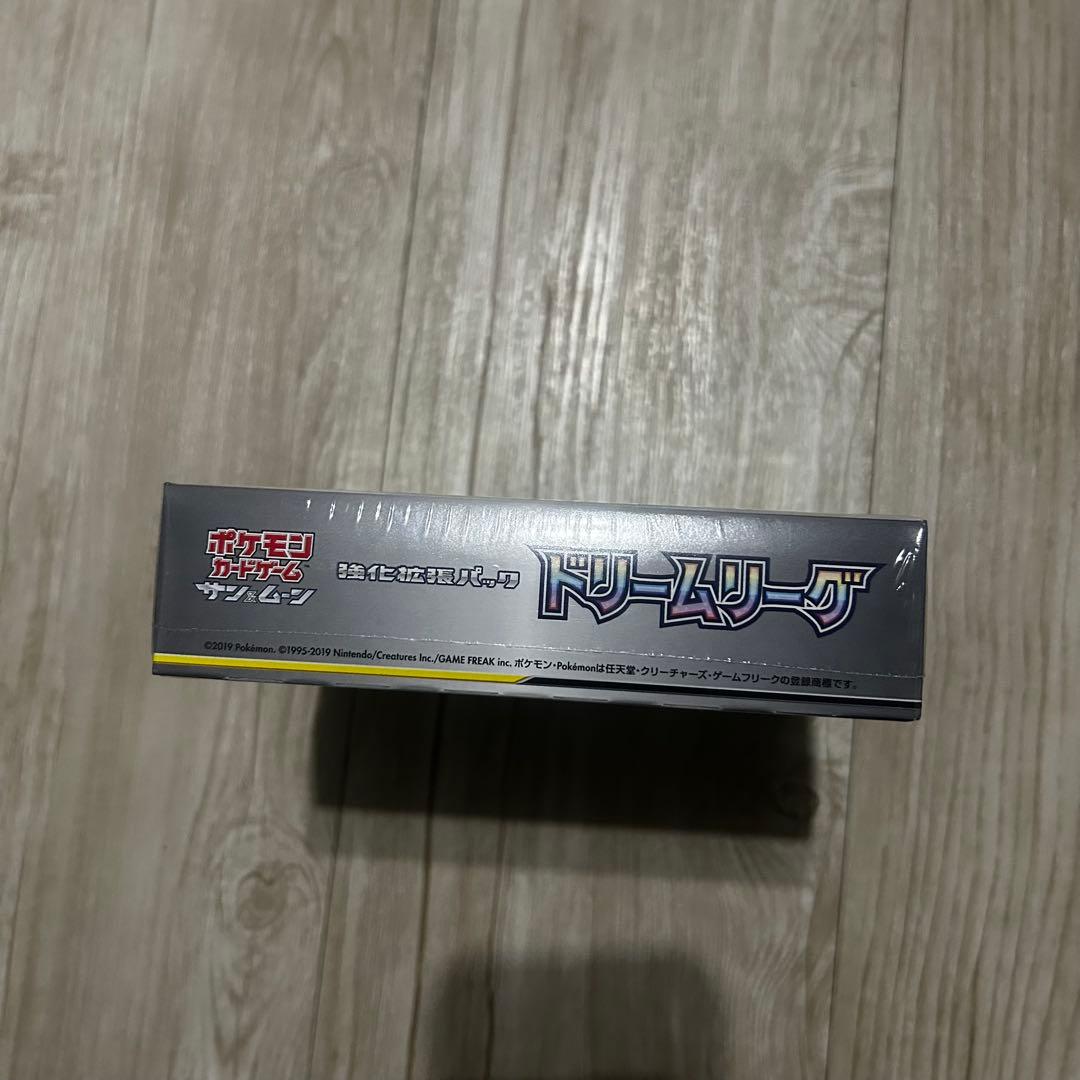 ポケモン
カードゲーム
サン&ムーン
強化拡張パック
ドリームリーグ
©2019 Pokémon. ©1995-2019 Nintendo/Creatures Inc./GAME FREAK inc. ポケモン・Pokémonは任天堂・クリーチャーズ・ゲームフリークの登録商標です。